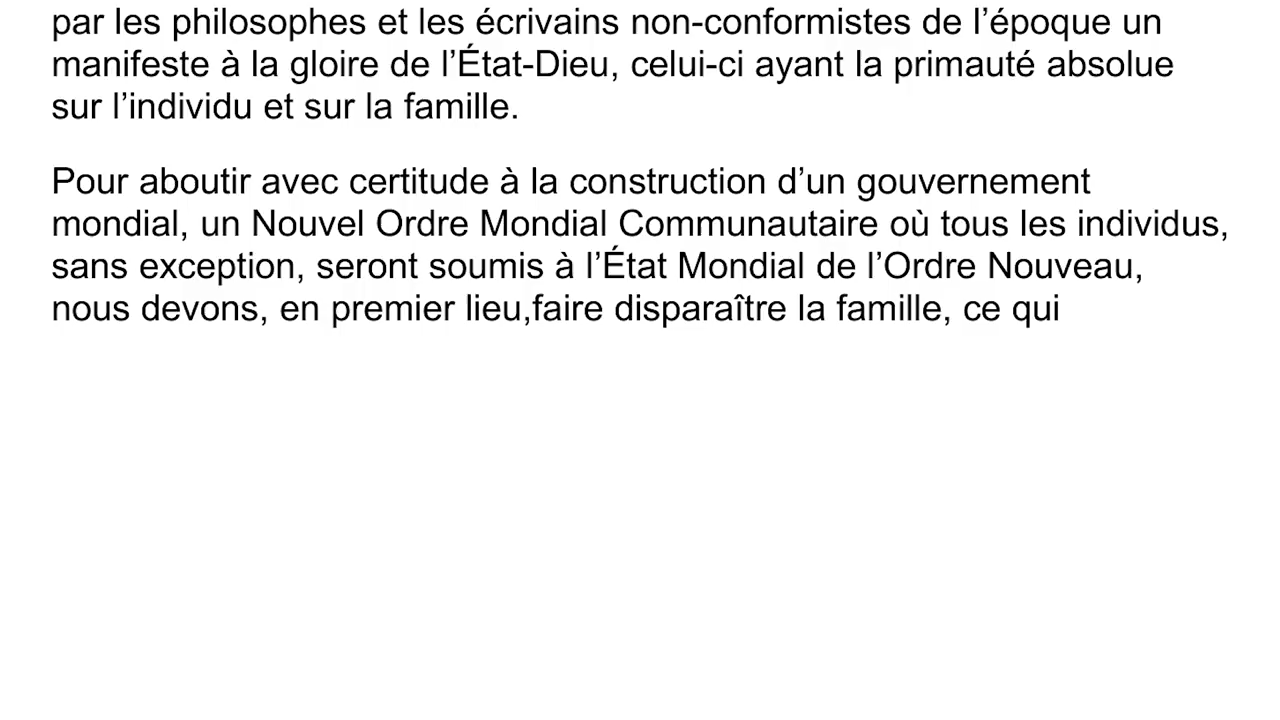 par les philosophes et les écrivains non-conformistes de l’époque un
manifeste à la gloire de l’État-Dieu, celui-ci ayant la primauté absolue
sur l’individu et sur la famille.
Pour aboutir avec certitude à la construction d’un gouvernement
mondial, un Nouvel Ordre Mondial Communautaire où tous les individus,
sans exception, seront soumis à l’État Mondial de l’Ordre Nouveau,
nous devons, en premier lieu,faire disparaître la famille, ce qui